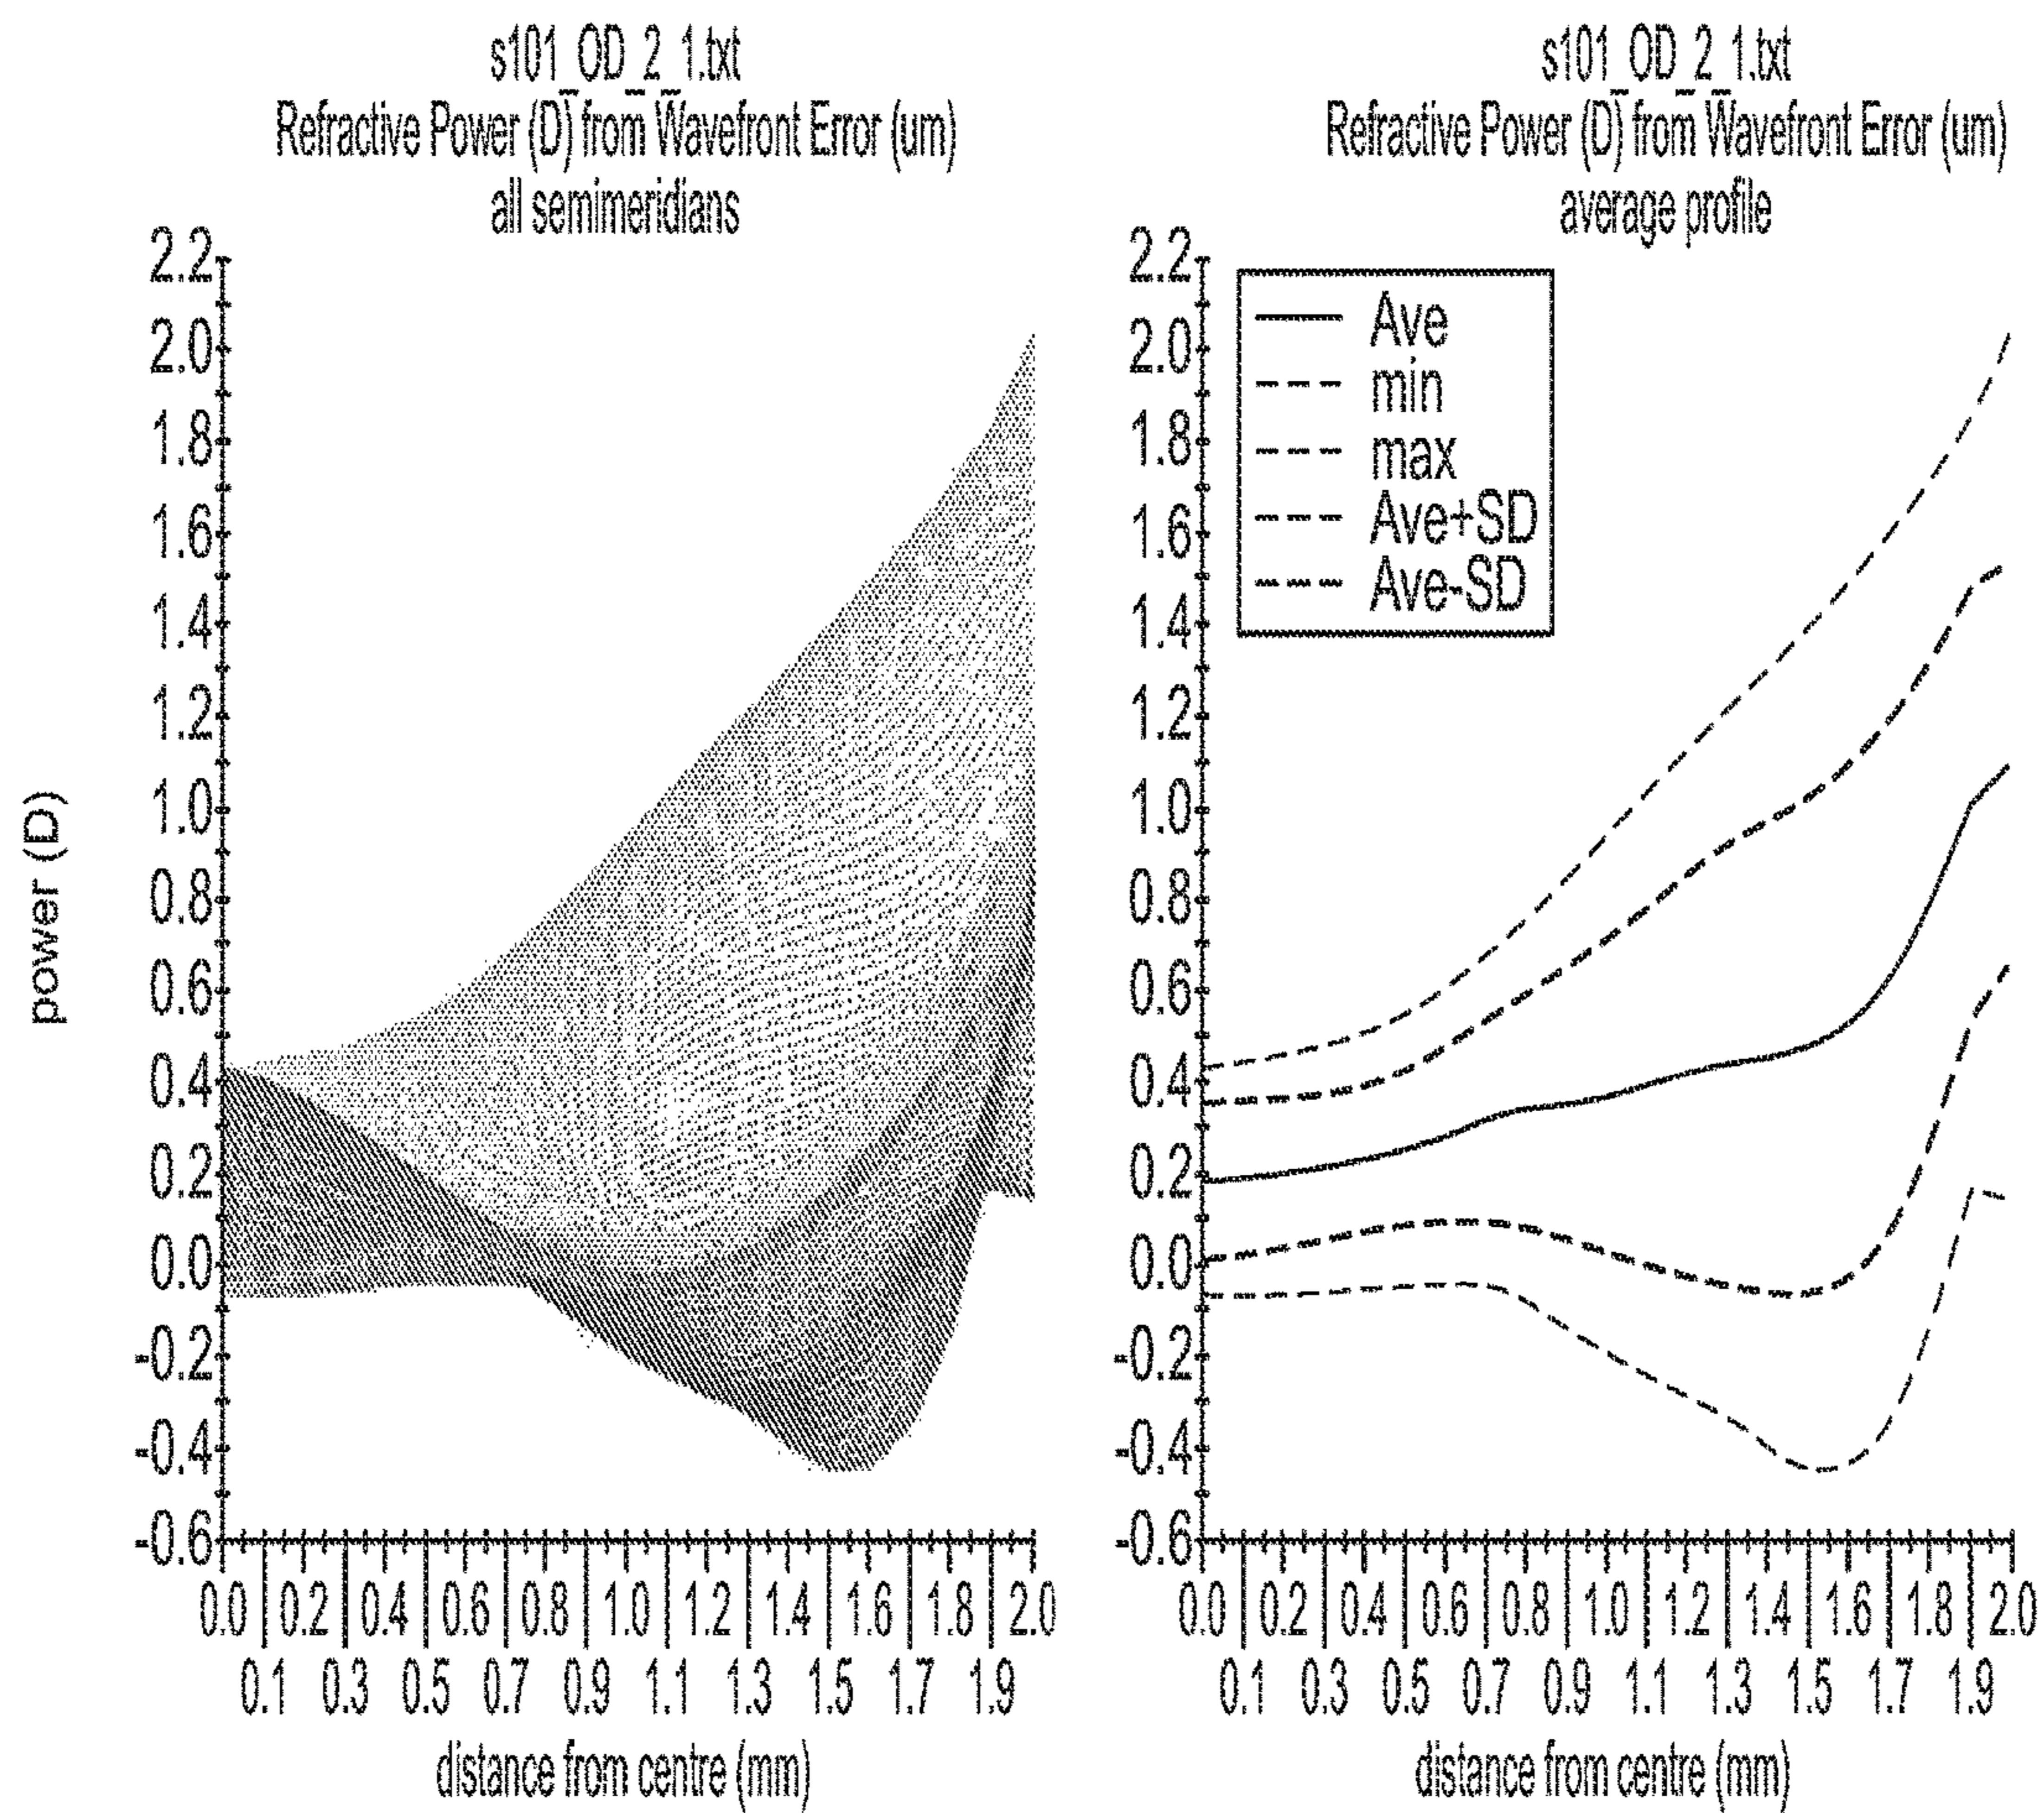 s101_OD_2_1.txt
Refractive Power (D) from Wavefront Error (um)
all semimeridians
power (D)
2.2
2.0
1.8
1.6
1.4
1.2
1.0
0.8
0.6
0.4
0.2
0.0
-0.2
-0.4
-0.6
0.0 0.2 0.4 0.6 0.8 1.0 1.2 1.4 1.6 1.8 2.0
0.1 0.3 0.5 0.7 0.9 1.1 1.3 1.5 1.7 1.9
distance from centre (mm)
s101_OD_2_1.txt
Refractive Power (D) from Wavefront Error (um)
average profile
2.2
2.0
1.8
1.6
1.4
1.2
1.0
0.8
0.6
0.4
0.2
0.0
-0.2
-0.4
-0.6
Ave
min
max
Ave+SD
Ave-SD
0.0 0.2 0.4 0.6 0.8 1.0 1.2 1.4 1.6 1.8 2.0
0.1 0.3 0.5 0.7 0.9 1.1 1.3 1.5 1.7 1.9
distance from centre (mm)